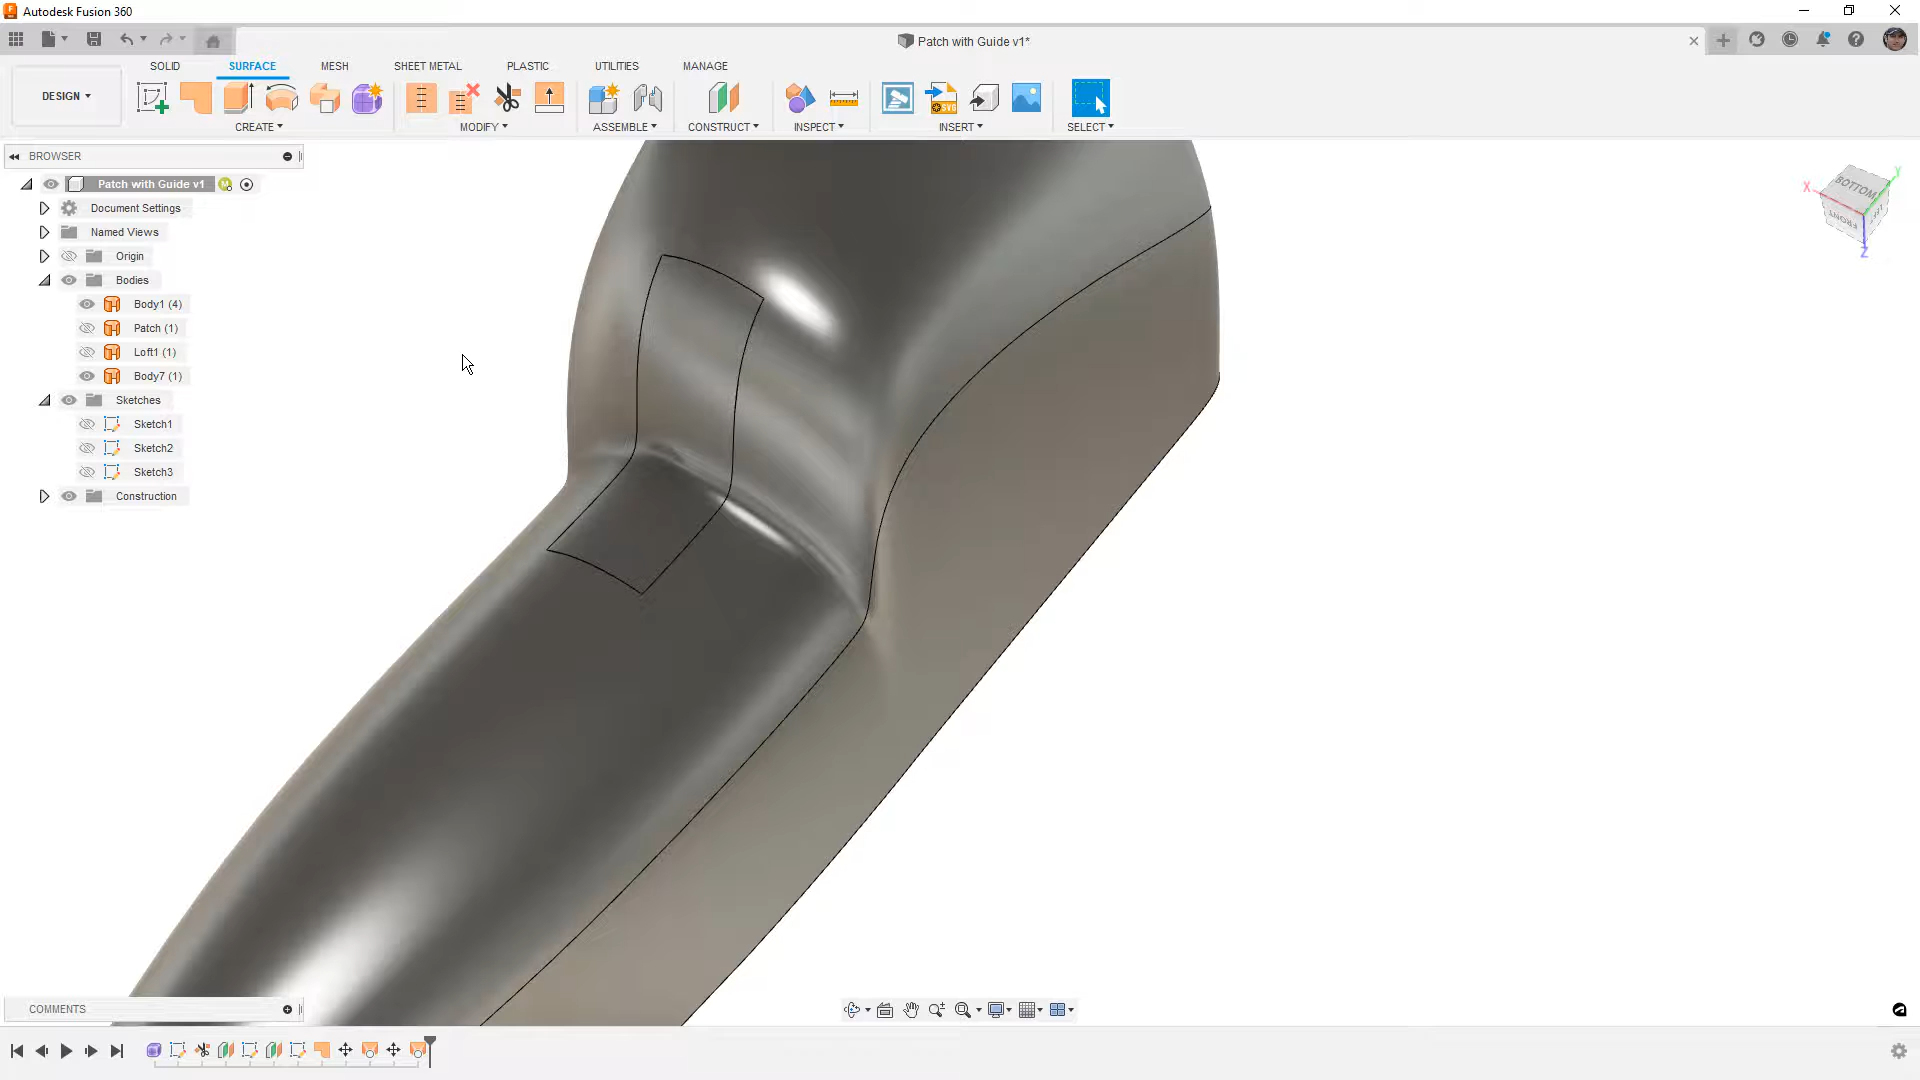 Autodesk Fusion 360
Patch with Guide v1*
SOLID SURFACE MESH SHEET METAL PLASTIC UTILITIES MANAGE
DESIGN
CREATE MODIFY ASSEMBLE CONSTRUCT INSPECT INSERT SELECT
BROWSER
Patch with Guide v1
Document Settings
Named Views
Origin
Bodies
Body1 (4)
Patch (1)
Loft1 (1)
Body7 (1)
Sketches
Sketch1
Sketch2
Sketch3
Construction
BOTTOM
FRONT
X
Y
Z
COMMENTS